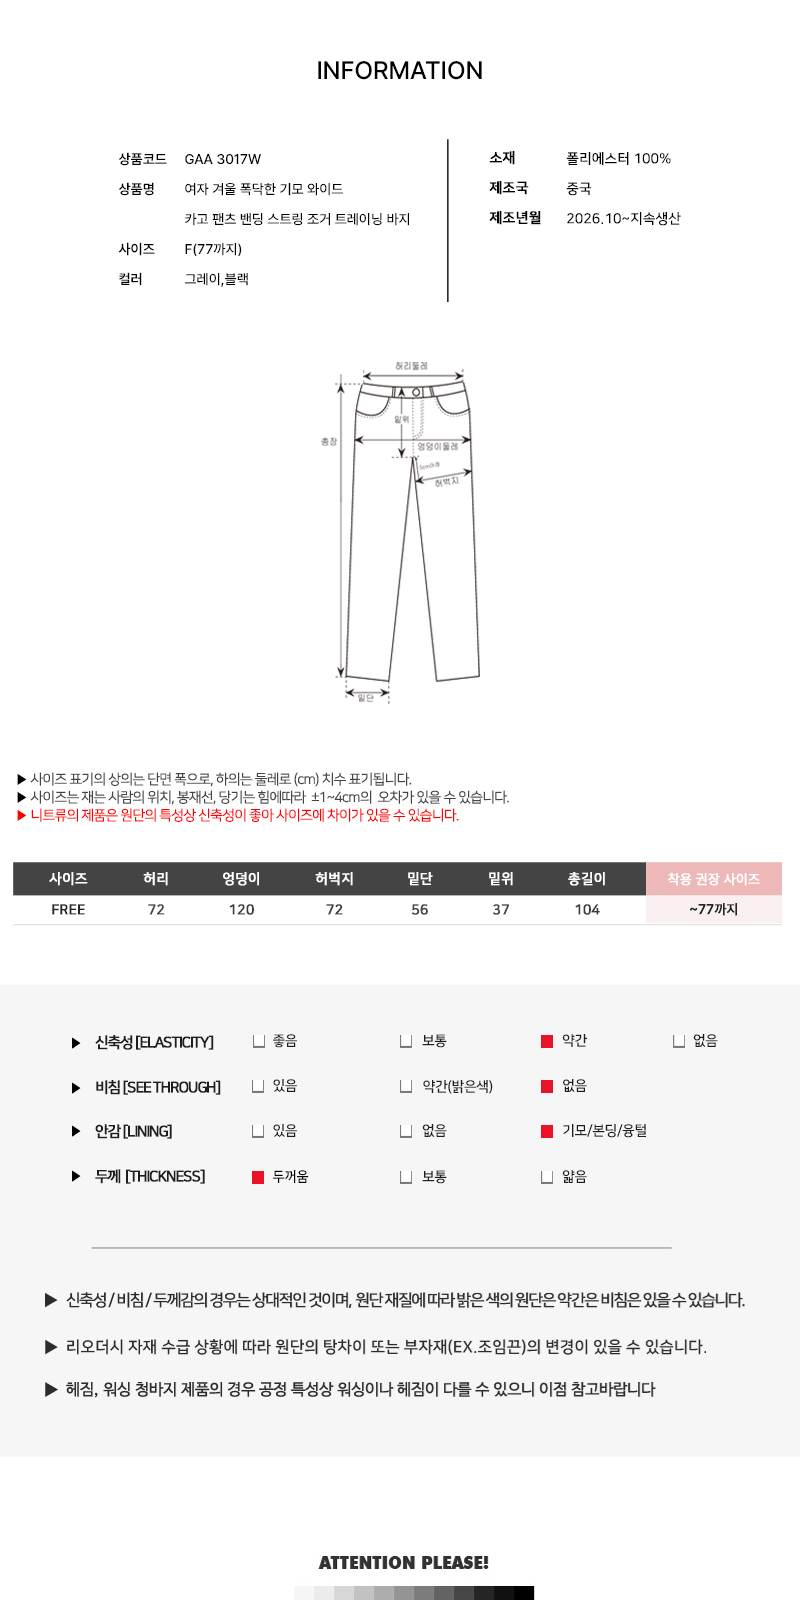 INFORMATION
상품코드 GAA 3017W
상품명 여자 겨울 폭닥한 기모 와이드
카고 팬츠 밴딩 스트링 조거 트레이닝 바지
사이즈 F(77까지)
컬러 그레이,블랙
소재 폴리에스터 100%
제조국 중국
제조년월 2026.10~지속생산
허리둘레
밑위
총장
엉덩이둘레
허벅지
밑단
▶ 사이즈 표기의 상의는 단면 폭으로, 하의는 둘레로 (cm) 치수 표기됩니다.
▶ 사이즈는 재는 사람의 위치, 봉재선, 당기는 힘에따라 ±1~4cm의 오차가 있을 수 있습니다.
▶ 니트류의 제품은 원단의 특성상 신축성이 좋아 사이즈에 차이가 있을 수 있습니다.
사이즈 허리 엉덩이 허벅지 밑단 밑위 총길이 착용 권장 사이즈
FREE 72 120 72 56 37 104 ~77까지
▶ 신축성 [ELASTICITY] 좋음 보통 약간 없음
▶ 비침 [SEE THROUGH] 있음 약간(밝은색) 없음
▶ 안감 [LINING] 있음 없음 기모/본딩/융털
▶ 두께 [THICKNESS] 두꺼움 보통 얇음
▶ 신축성 / 비침 / 두께감의 경우는 상대적인 것이며, 원단 재질에 따라 밝은 색의 원단은 약간은 비침은 있을 수 있습니다.
▶ 리오더시 자재 수급 상황에 따라 원단의 탕차이 또는 부자재(EX.조임끈)의 변경이 있을 수 있습니다.
▶ 헤짐, 워싱 청바지 제품의 경우 공정 특성상 워싱이나 헤짐이 다를 수 있으니 이점 참고바랍니다
ATTENTION PLEASE!